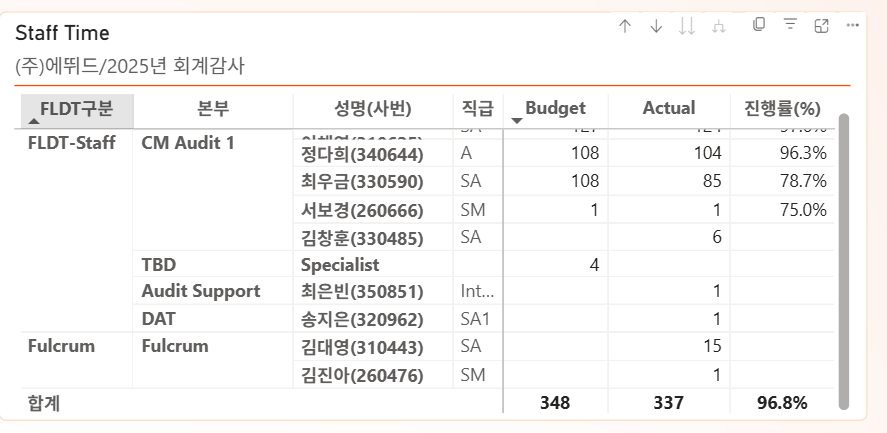 Staff Time
(주)에뛰드/2025년 회계감사
FLDT구분 본부 성명(사번) 직급 Budget Actual 진행률(%)
FLDT-Staff CM Audit 1 정다희(340644) A 108 104 96.3%
최우금(330590) SA 108 85 78.7%
서보경(260666) SM 1 1 75.0%
김창훈(330485) SA 6
TBD Specialist 4
Audit Support 최은빈(350851) Int... 1
DAT 송지은(320962) SA1 1
Fulcrum Fulcrum 김대영(310443) SA 15
김진아(260476) SM 1
합계 348 337 96.8%